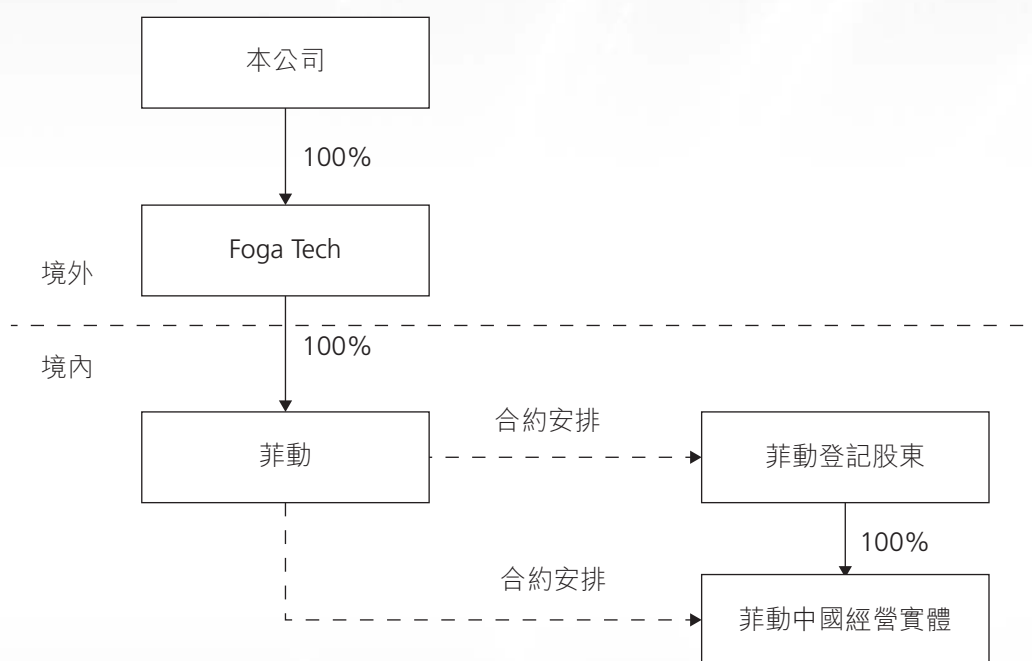 本公司
100%
Foga Tech
境外
100%
境內
合約安排
菲動
菲動登記股東
100%
合約安排
菲動中國經營實體